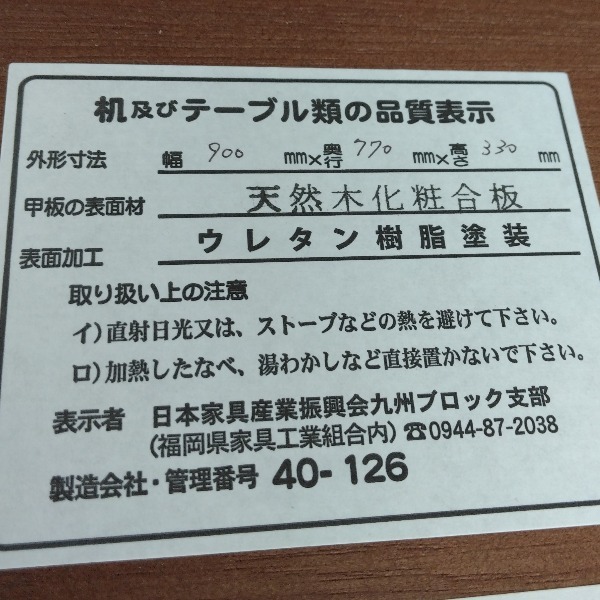 机及びテーブル類の品質表示
外形寸法 幅 900 mm×奥行 770 mm×高さ 330 mm
甲板の表面材 天然木化粧合板
表面加工 ウレタン樹脂塗装
取り扱い上の注意
イ)直射日光又は、ストーブなどの熱を避けて下さい。
ロ)加熱したなべ、湯わかしなど直接置かないで下さい。
表示者 日本家具産業振興会九州ブロック支部
(福岡県家具工業組合内)☎0944-87-2038
製造会社・管理番号 40-126